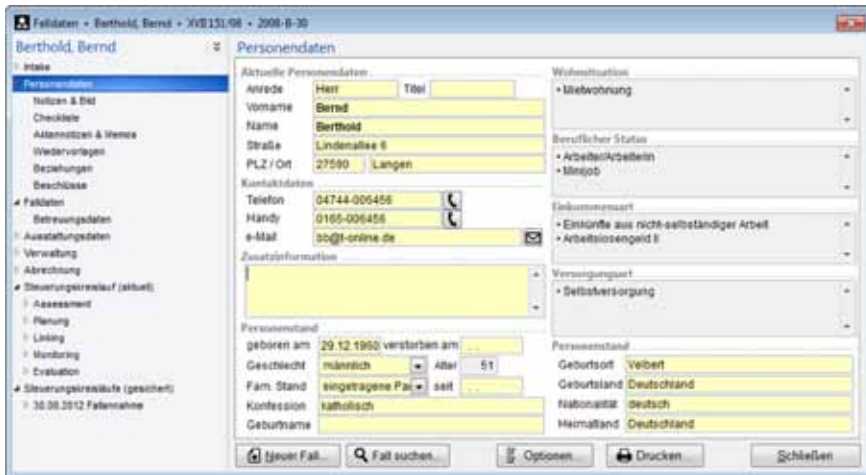 Falldaten • Berthold, Bernd • XVII 151/98 • 2008-B-30
Berthold, Bernd
Intake
Personendaten
Notizen & Bild
Checkliste
Aktennotizen & Memos
Wiedervorlagen
Beziehungen
Beschlüsse
Falldaten
Betreuungsdaten
Ausstattungsdaten
Verwaltung
Abrechnung
Steuerungskreislauf (aktuell)
Assessment
Planung
Linking
Monitoring
Evaluation
Steuerungskreisläufe (gesichert)
30.08.2012 Fallannahme
Personendaten
Aktuelle Personendaten
Anrede Herr Titel
Vorname Bernd
Name Berthold
Straße Lindenallee 6
PLZ / Ort 27590 Langen
Kontaktdaten
Telefon 04744-006456
Handy 0165-006456
e-Mail bb@t-online.de
Zusatzinformation
Personenstand
geboren am 29.12.1960 verstorben am . .
Geschlecht männlich Alter 51
Fam. Stand eingetragene Par seit . .
Konfession katholisch
Geburtname
Wohnsituation
• Mietwohnung
Beruflicher Status
• Arbeiter/Arbeiterin
• Minijob
Einkommensart
• Einkünfte aus nicht-selbständiger Arbeit
• Arbeitslosengeld II
Versorgungsart
• Selbstversorgung
Personenstand
Geburtsort Velbert
Geburtsland Deutschland
Nationalität deutsch
Heimatland Deutschland
Neuer Fall... Fall suchen... Optionen... Drucken... Schließen